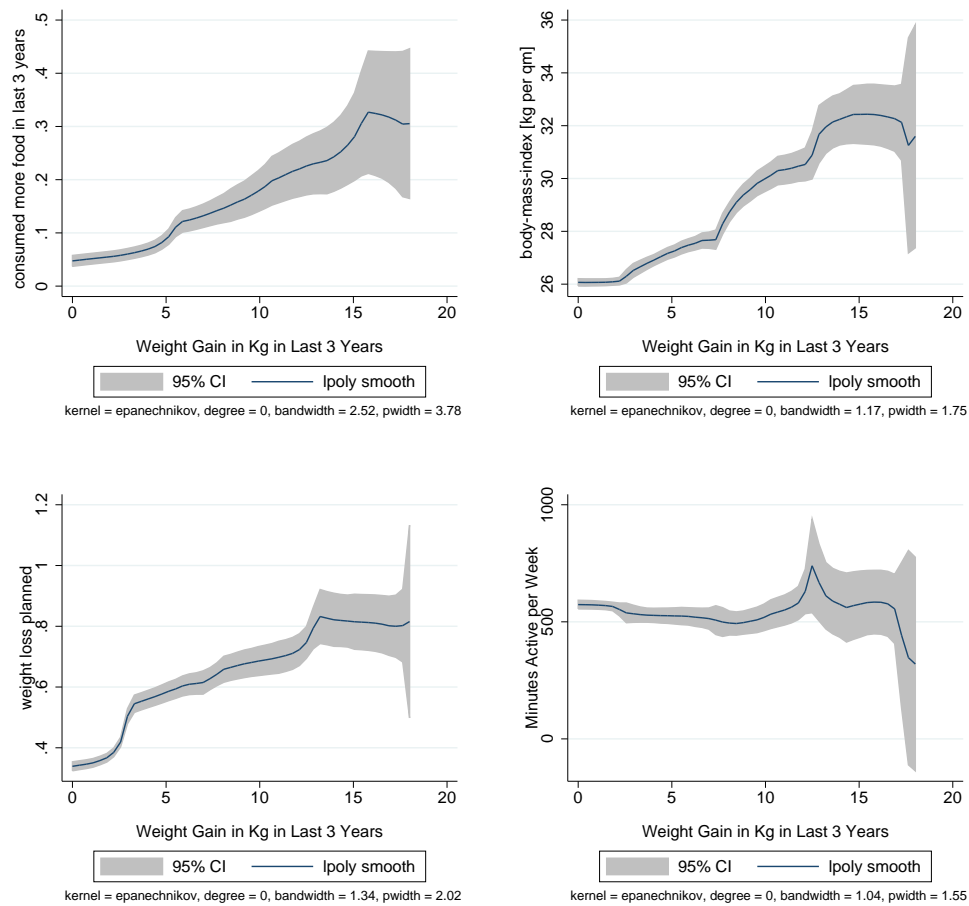 consumed more food in last 3 years
0 .1 .2 .3 .4 .5
0 5 10 15 20
Weight Gain in Kg in Last 3 Years
95% CI lpoly smooth
kernel = epanechnikov, degree = 0, bandwidth = 2.52, pwidth = 3.78
body-mass-index [kg per qm]
26 28 30 32 34 36
0 5 10 15 20
Weight Gain in Kg in Last 3 Years
95% CI lpoly smooth
kernel = epanechnikov, degree = 0, bandwidth = 1.17, pwidth = 1.75
weight loss planned
.4 .6 .8 1 1.2
0 5 10 15 20
Weight Gain in Kg in Last 3 Years
95% CI lpoly smooth
kernel = epanechnikov, degree = 0, bandwidth = 1.34, pwidth = 2.02
Minutes Active per Week
0 500 1000
0 5 10 15 20
Weight Gain in Kg in Last 3 Years
95% CI lpoly smooth
kernel = epanechnikov, degree = 0, bandwidth = 1.04, pwidth = 1.55